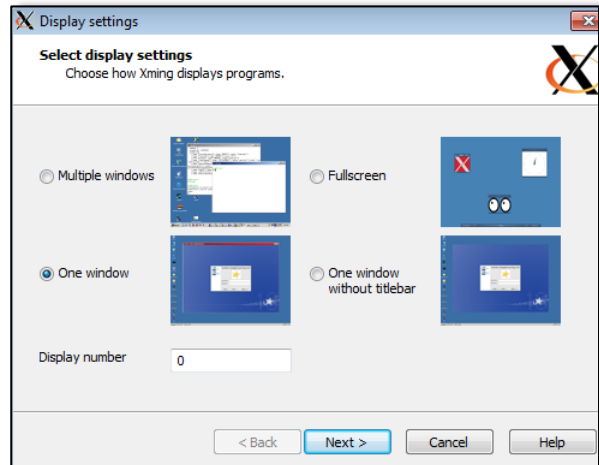 Display settings
Select display settings
Choose how Xming displays programs.
Multiple windows
Fullscreen
One window
One window
without titlebar
Display number
0
< Back
Next >
Cancel
Help